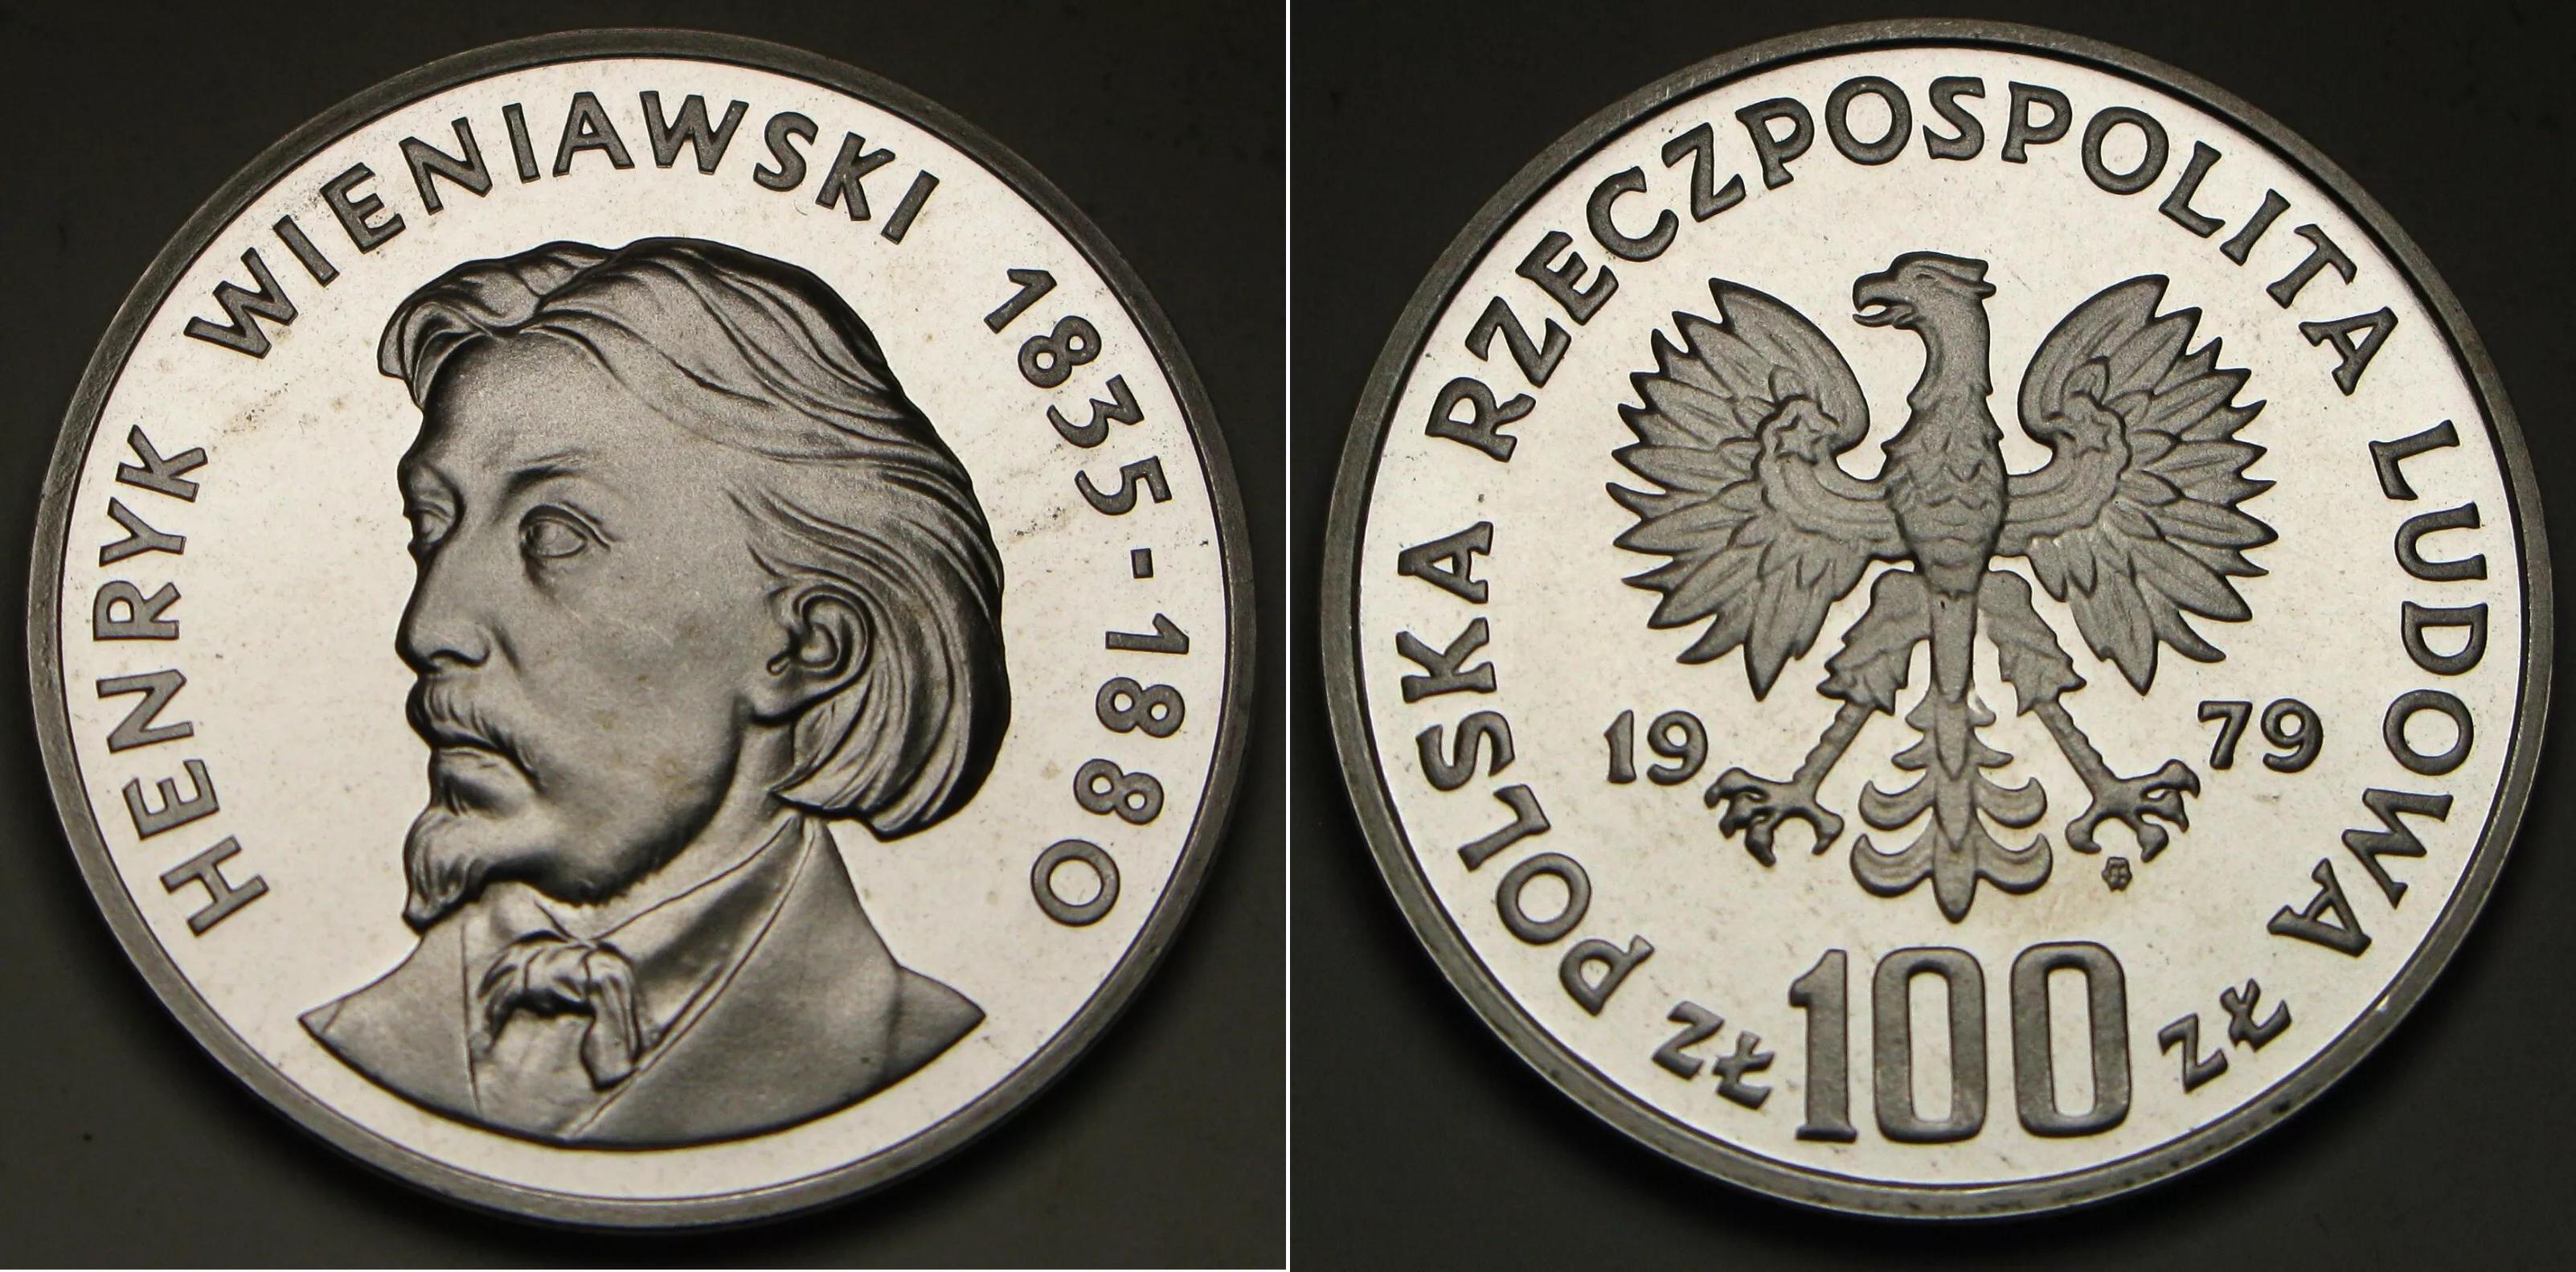 HENRYK WIENIAWSKI 1835-1880
POLSKA RZECZPOSPOLITA LUDOWA
19 79
ZŁ 100 ZŁ